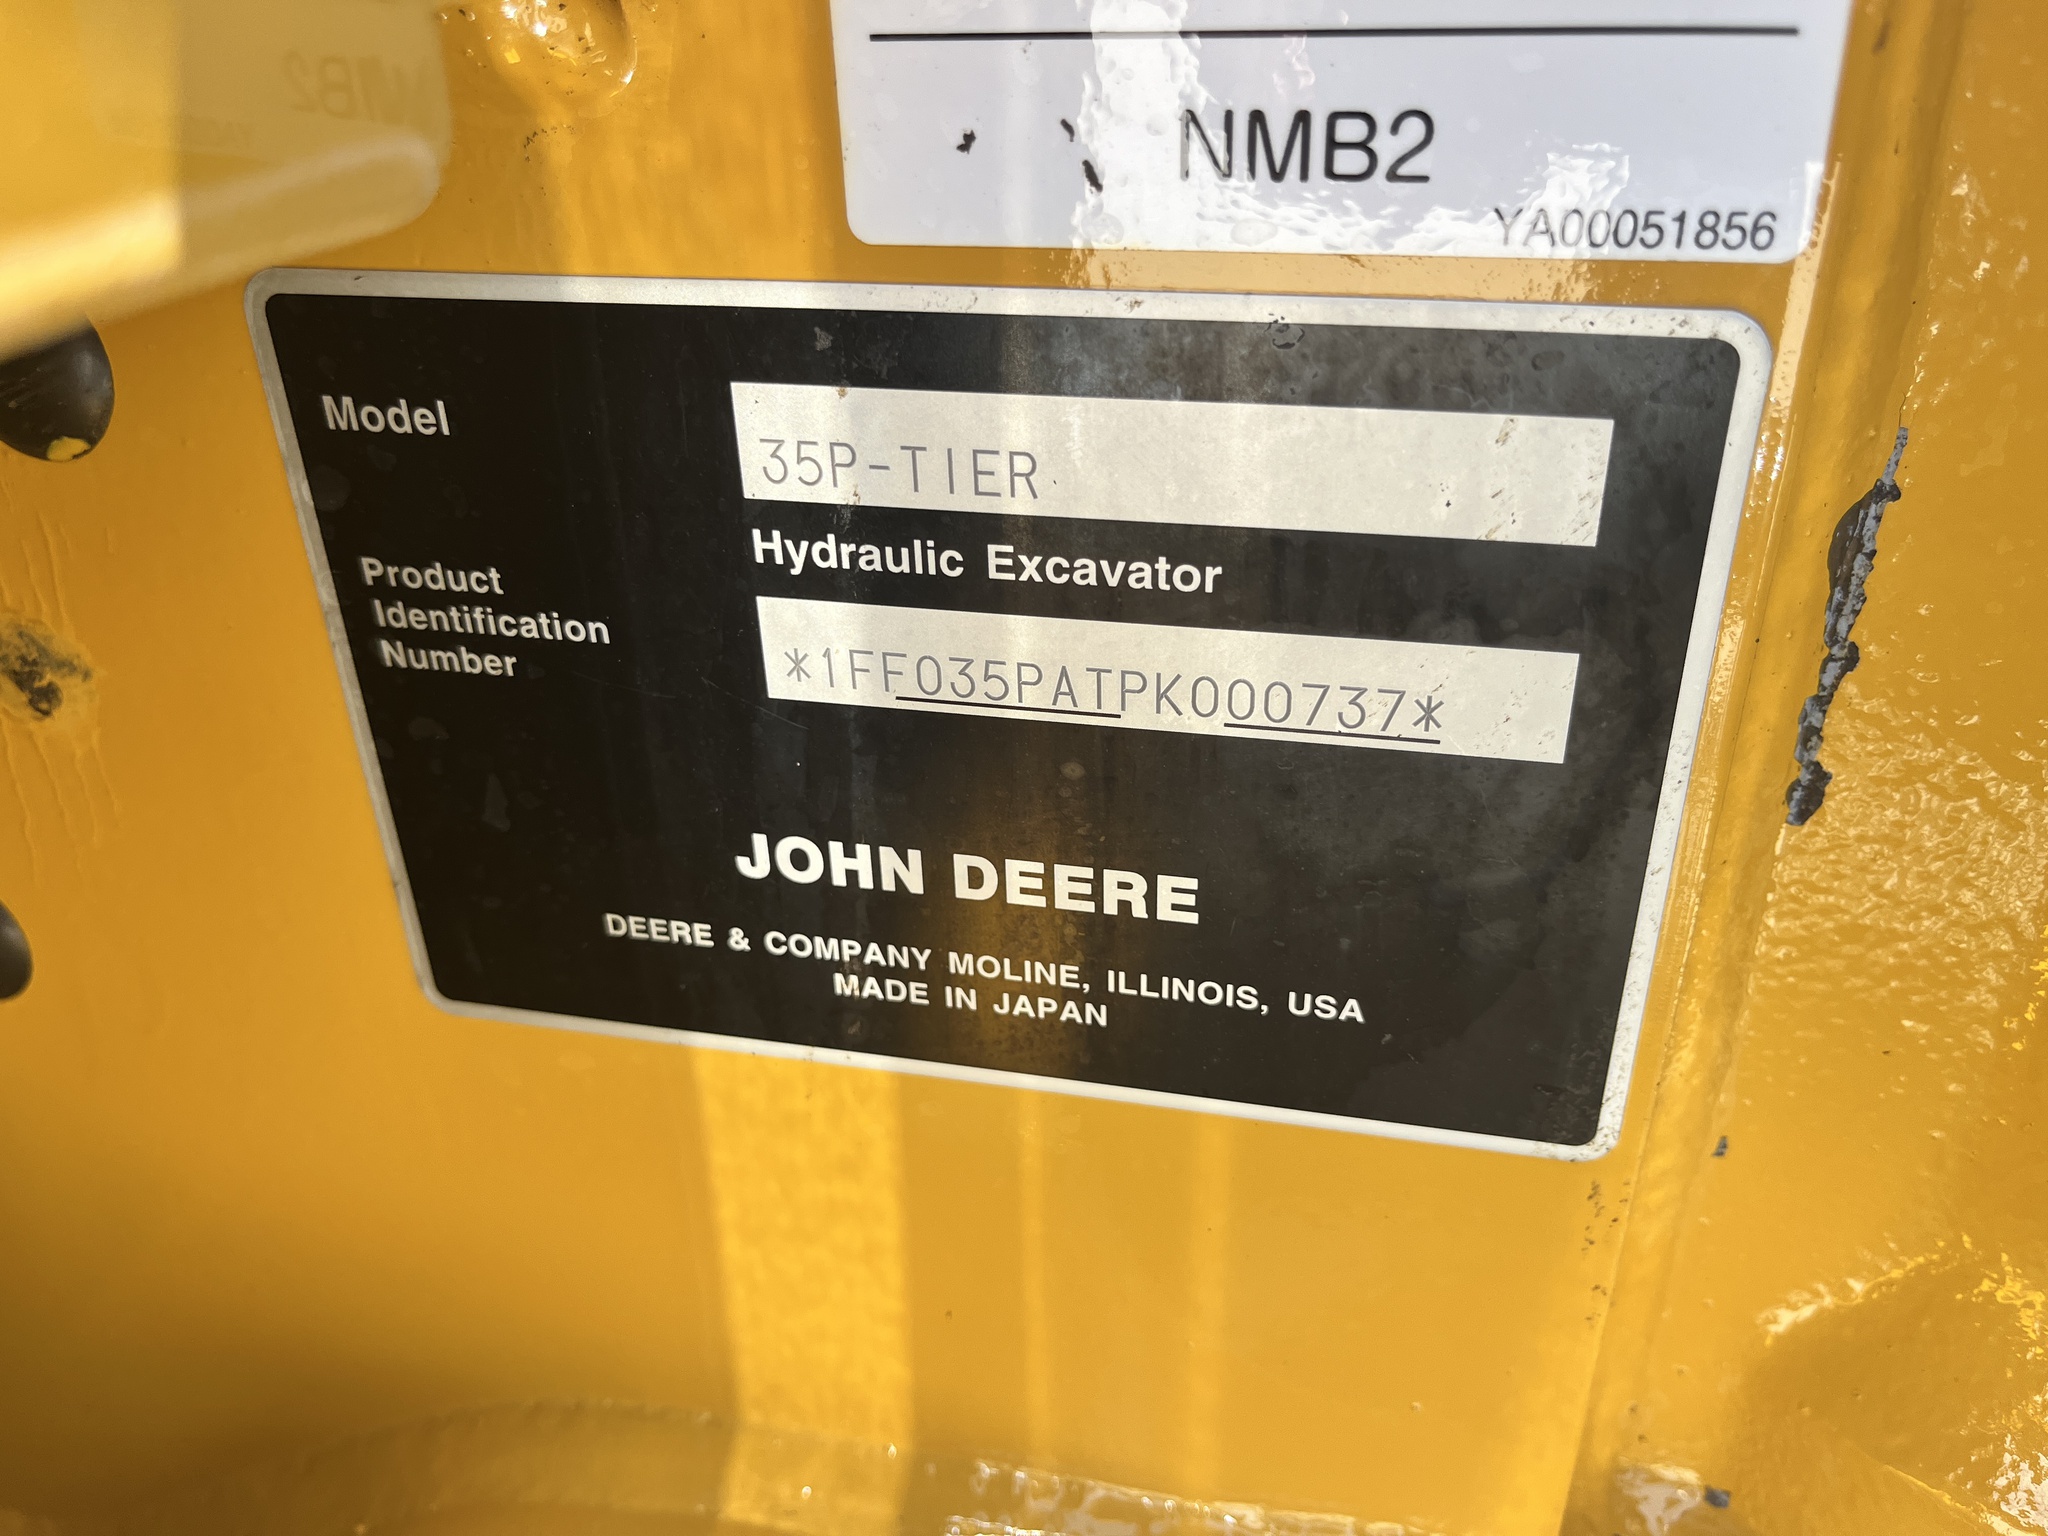 NMB2
YA00051856
Model
35P-TIER
Hydraulic Excavator
Product
Identification
Number
*1FF035PATPK000737*
JOHN DEERE
DEERE & COMPANY MOLINE, ILLINOIS, USA
MADE IN JAPAN